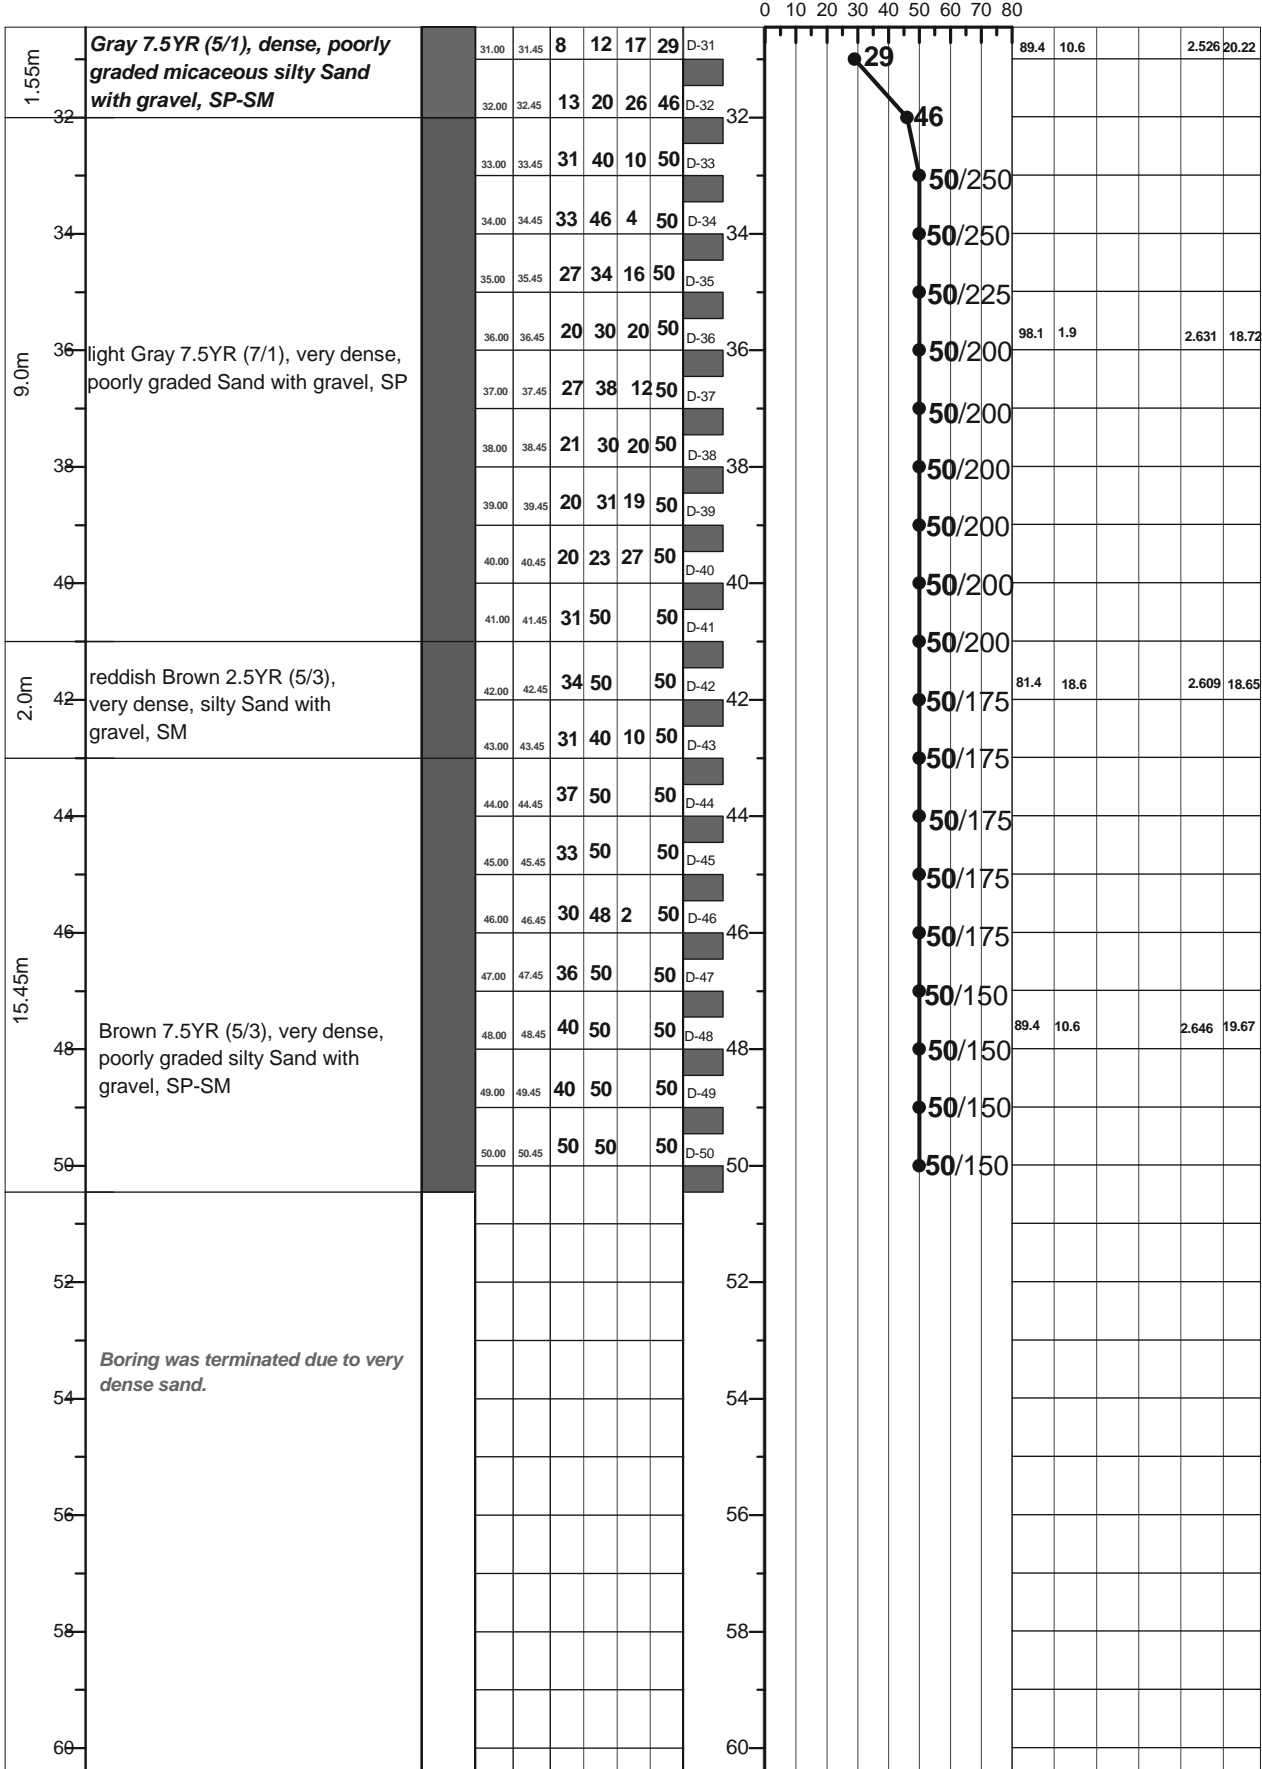 0 10 20 30 40 50 60 70 80
1.55m
Gray 7.5YR (5/1), dense, poorly
graded micaceous silty Sand
with gravel, SP-SM
31.00 31.45 8 12 17 29 D-31
29
89.4 10.6 2.526 20.22
32.00 32.45 13 20 26 46 D-32
32 32
46
33.00 33.45 31 40 10 50 D-33
50/250
34.00 34.45 33 46 4 50 D-34
34 34
50/250
35.00 35.45 27 34 16 50 D-35
50/225
9.0m
light Gray 7.5YR (7/1), very dense,
poorly graded Sand with gravel, SP
36.00 36.45 20 30 20 50 D-36
36 36
50/200
98.1 1.9 2.631 18.72
37.00 37.45 27 38 12 50 D-37
50/200
38.00 38.45 21 30 20 50 D-38
38 38
50/200
39.00 39.45 20 31 19 50 D-39
50/200
40.00 40.45 20 23 27 50 D-40
40 40
50/200
41.00 41.45 31 50 50 D-41
50/200
2.0m
reddish Brown 2.5YR (5/3),
very dense, silty Sand with
gravel, SM
42.00 42.45 34 50 50 D-42
42 42
50/175
81.4 18.6 2.609 18.65
43.00 43.45 31 40 10 50 D-43
50/175
44.00 44.45 37 50 50 D-44
44 44
50/175
45.00 45.45 33 50 50 D-45
50/175
46.00 46.45 30 48 2 50 D-46
46 46
50/175
15.45m
47.00 47.45 36 50 50 D-47
50/150
Brown 7.5YR (5/3), very dense,
poorly graded silty Sand with
gravel, SP-SM
48.00 48.45 40 50 50 D-48
48 48
50/150
89.4 10.6 2.646 19.67
49.00 49.45 40 50 50 D-49
50/150
50.00 50.45 50 50 50 D-50
50 50
50/150
52 52
Boring was terminated due to very
dense sand.
54 54
56 56
58 58
60 60